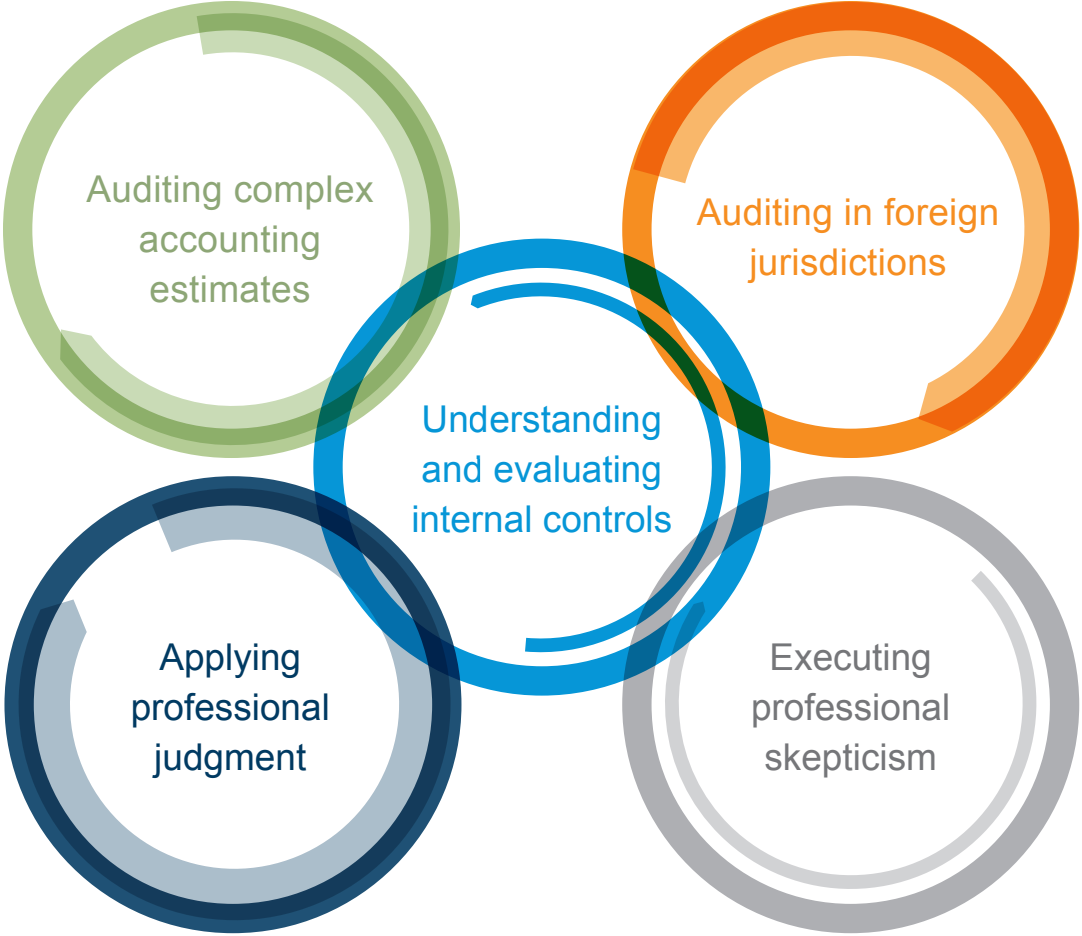 Auditing complex
accounting
estimates
Auditing in foreign
jurisdictions
Understanding
and evaluating
internal controls
Applying
professional
judgment
Executing
professional
skepticism